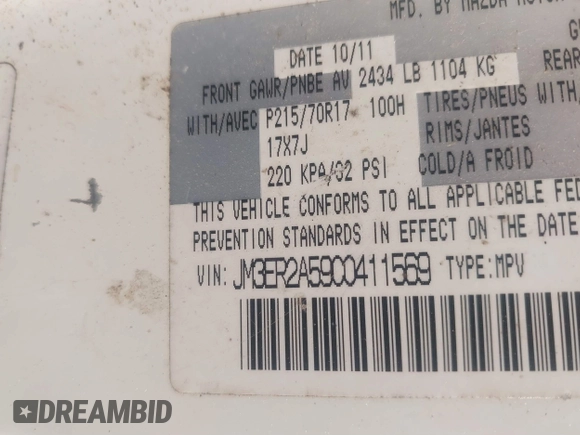 MFD. BY MAZDA MOTOR
DATE 10/11
FRONT GAWR/PNBE AV 2434 LB 1104 KG
REAR
WITH/AVEC P215/70R17 100H TIRES/PNEUS WITH/
17X7J RIMS/JANTES
220 KPA/32 PSI COLD/A FROID
THIS VEHICLE CONFORMS TO ALL APPLICABLE FEDE
PREVENTION STANDARDS IN EFFECT ON THE DATE
VIN: JM3ER2A59C0411569 TYPE:MPV
DREAMBID